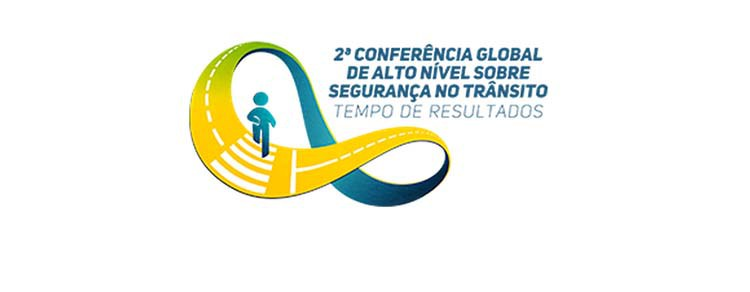 2ª CONFERÊNCIA GLOBAL
DE ALTO NÍVEL SOBRE
SEGURANÇA NO TRÂNSITO
TEMPO DE RESULTADOS